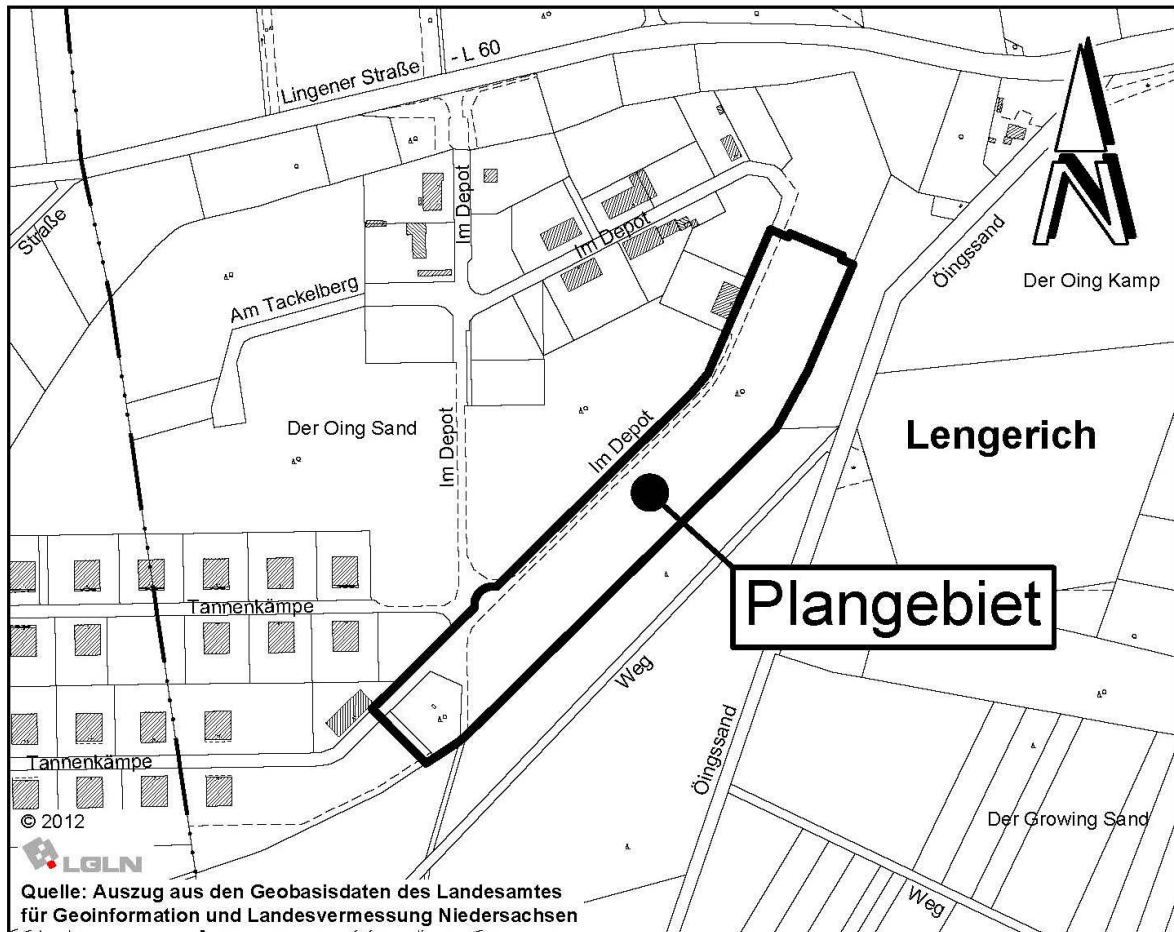 Lingener Straße - L 60
Straße
Im Depot
Im Depot
Am Tackelberg
Öingssand
Der Oing Kamp
Der Oing Sand
Im Depot
Im Depot
Lengerich
Plangebiet
Tannenkämpe
Weg
Öingssand
Tannenkämpe
Der Growing Sand
Weg
N
© 2012
LGLN
Quelle: Auszug aus den Geobasisdaten des Landesamtes
für Geoinformation und Landesvermessung Niedersachsen